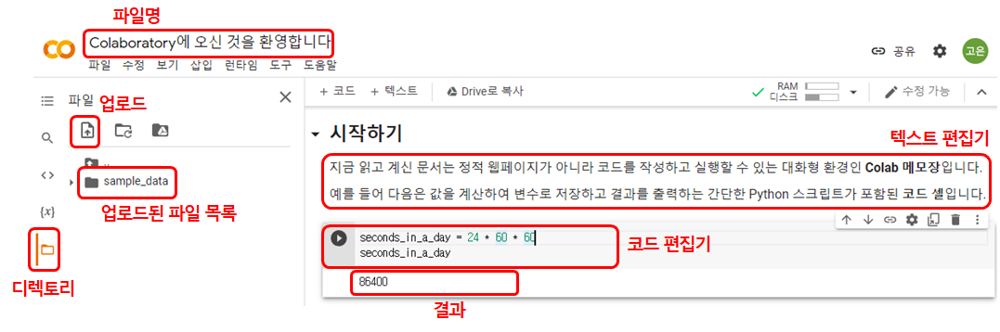 파일명
Colaboratory에 오신 것을 환영합니다
파일 수정 보기 삽입 런타임 도구 도움말
공유
고은
파일
업로드
+ 코드 + 텍스트 Drive로 복사
RAM
디스크
수정 가능
시작하기
텍스트 편집기
..
sample_data
업로드된 파일 목록
{x}
디렉토리
지금 읽고 계신 문서는 정적 웹페이지가 아니라 코드를 작성하고 실행할 수 있는 대화형 환경인 Colab 메모장입니다.
예를 들어 다음은 값을 계산하여 변수로 저장하고 결과를 출력하는 간단한 Python 스크립트가 포함된 코드 셀입니다.
seconds_in_a_day = 24 * 60 * 60
seconds_in_a_day
코드 편집기
86400
결과